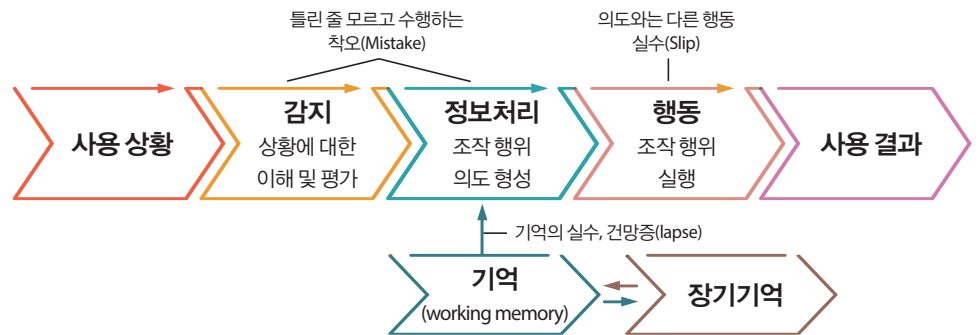 틀린 줄 모르고 수행하는
착오(Mistake)
의도와는 다른 행동
실수(Slip)
사용 상황
감지
상황에 대한
이해 및 평가
정보처리
조작 행위
의도 형성
행동
조작 행위
실행
사용 결과
기억의 실수, 건망증(lapse)
기억
(working memory)
장기기억